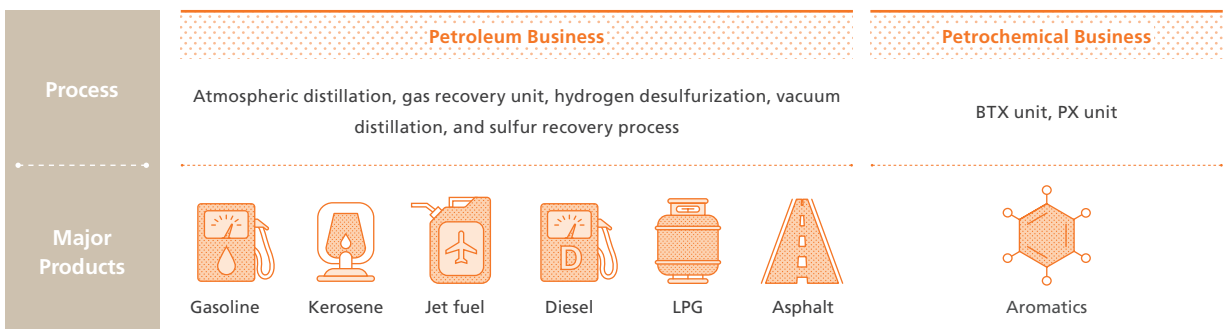 Petroleum Business
Petrochemical Business
Process
Atmospheric distillation, gas recovery unit, hydrogen desulfurization, vacuum
distillation, and sulfur recovery process
BTX unit, PX unit
Major
Products
D
Gasoline
Kerosene
Jet fuel
Diesel
LPG
Asphalt
Aromatics